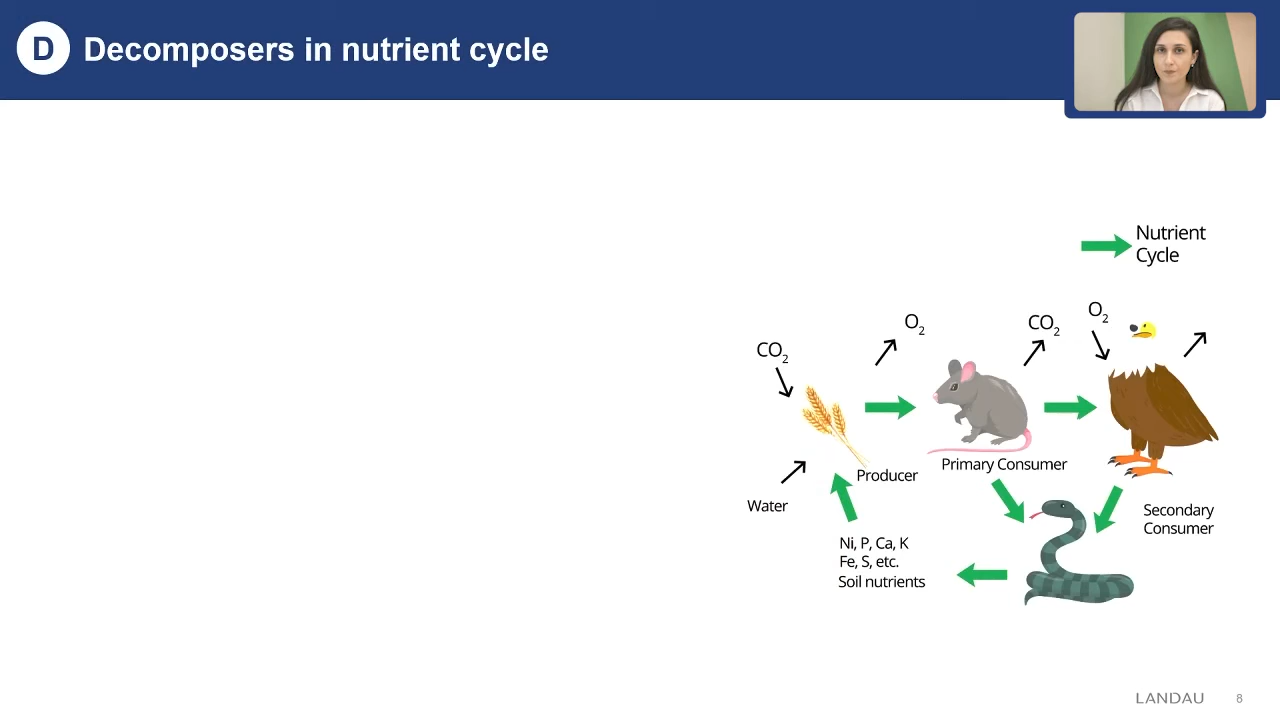 D
Decomposers in nutrient cycle
Nutrient
Cycle
O2
CO2
O2
CO2
Producer
Primary Consumer
Water
Secondary
Consumer
Ni, P, Ca, K
Fe, S, etc.
Soil nutrients
LANDAU
8